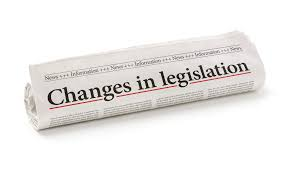 News +++ Information +++ News +++ Information +++ News
Changes in legislation